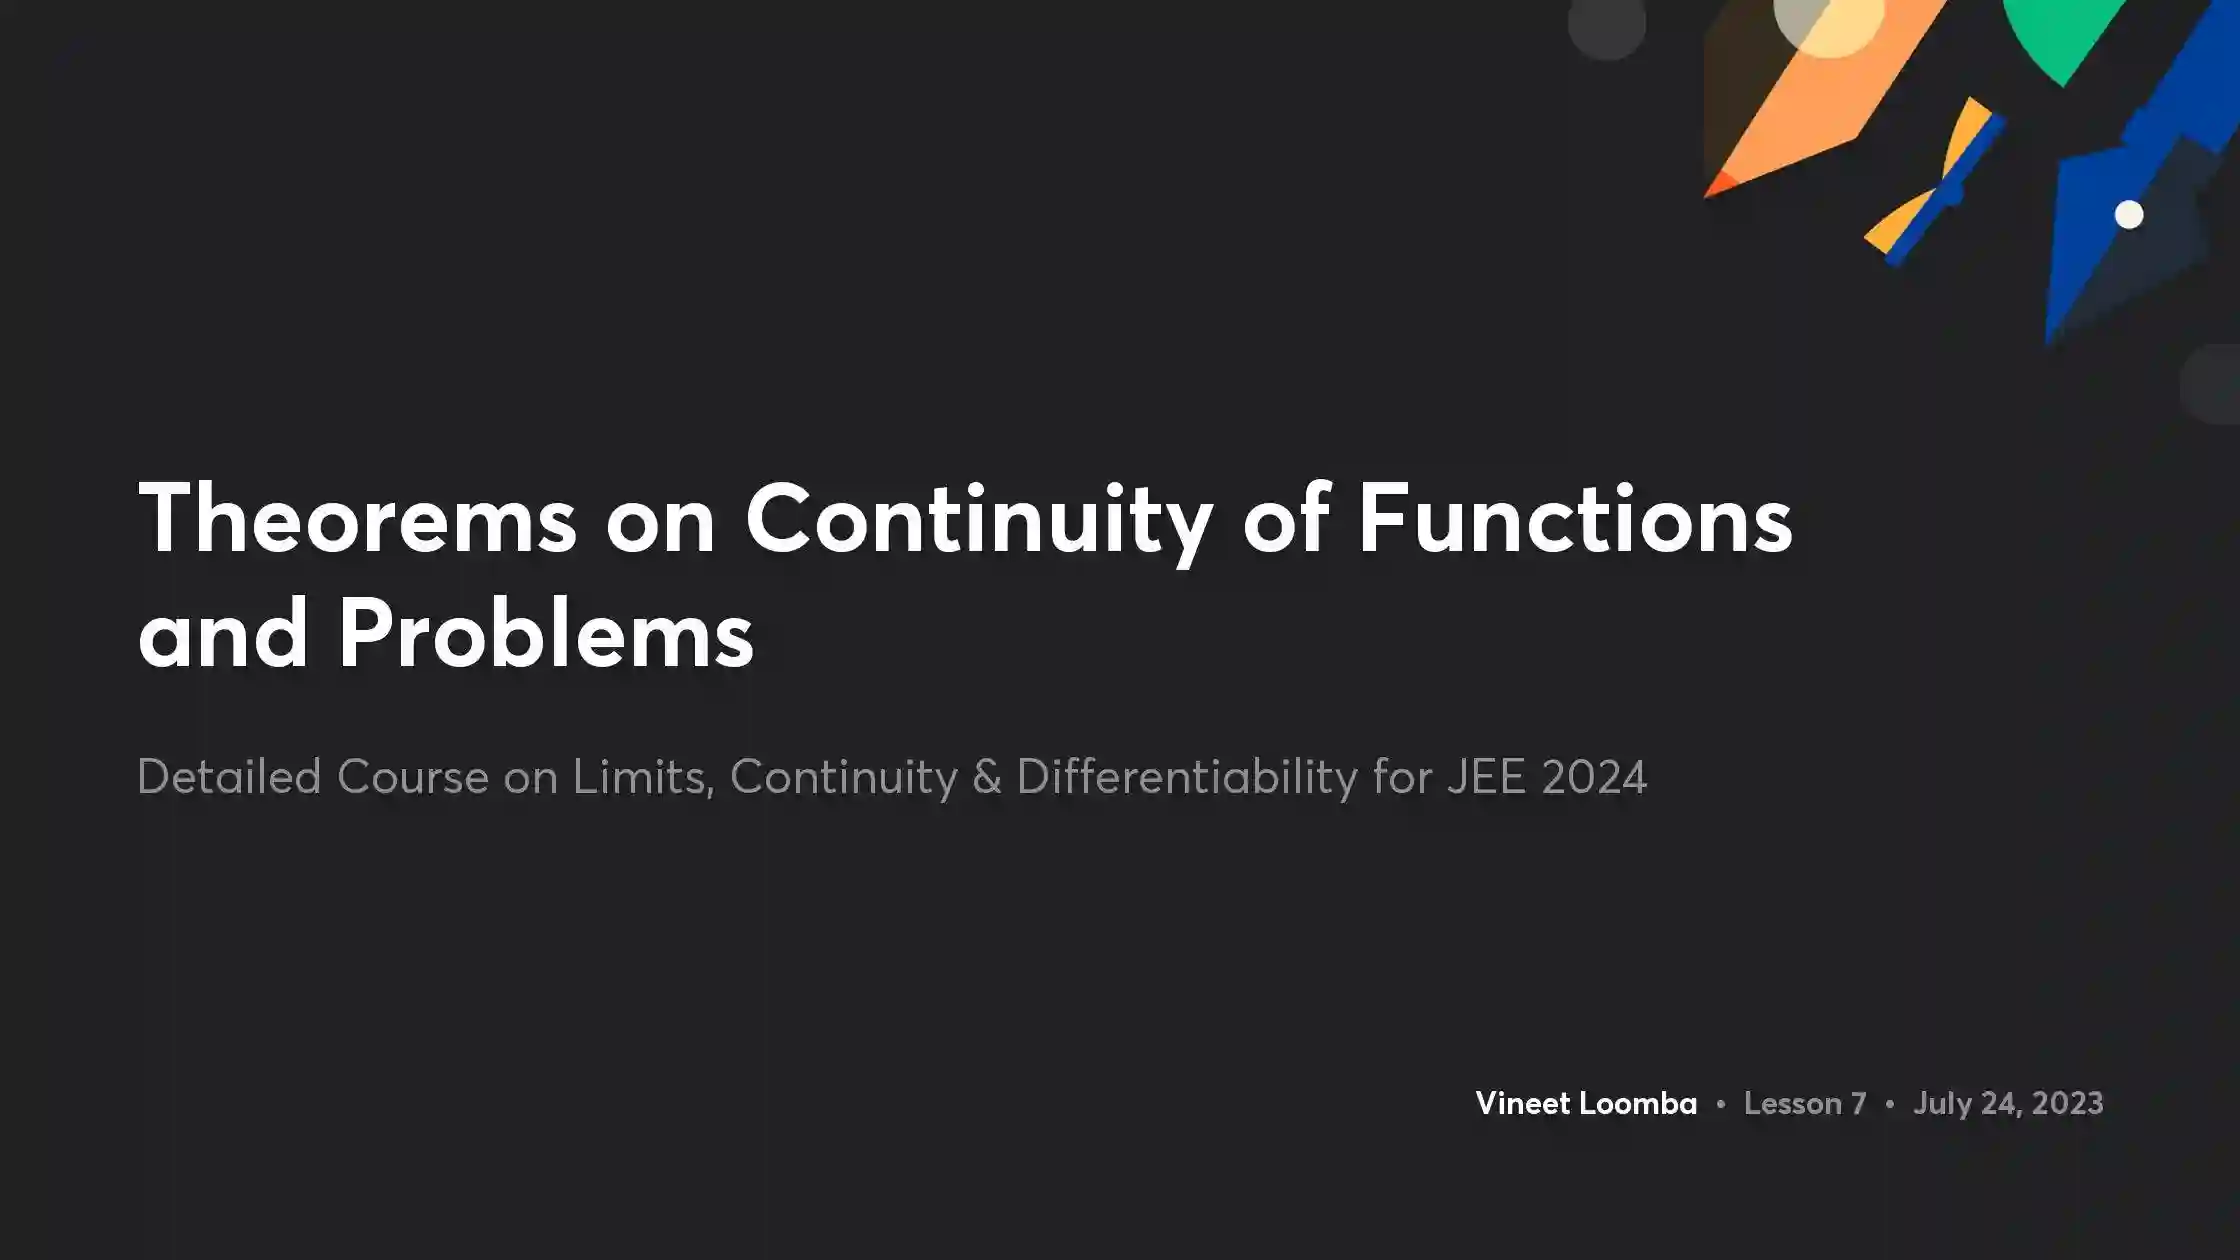 Theorems on Continuity of Functions
and Problems
Detailed Course on Limits, Continuity & Differentiability for JEE 2024
Vineet Loomba • Lesson 7 • July 24, 2023